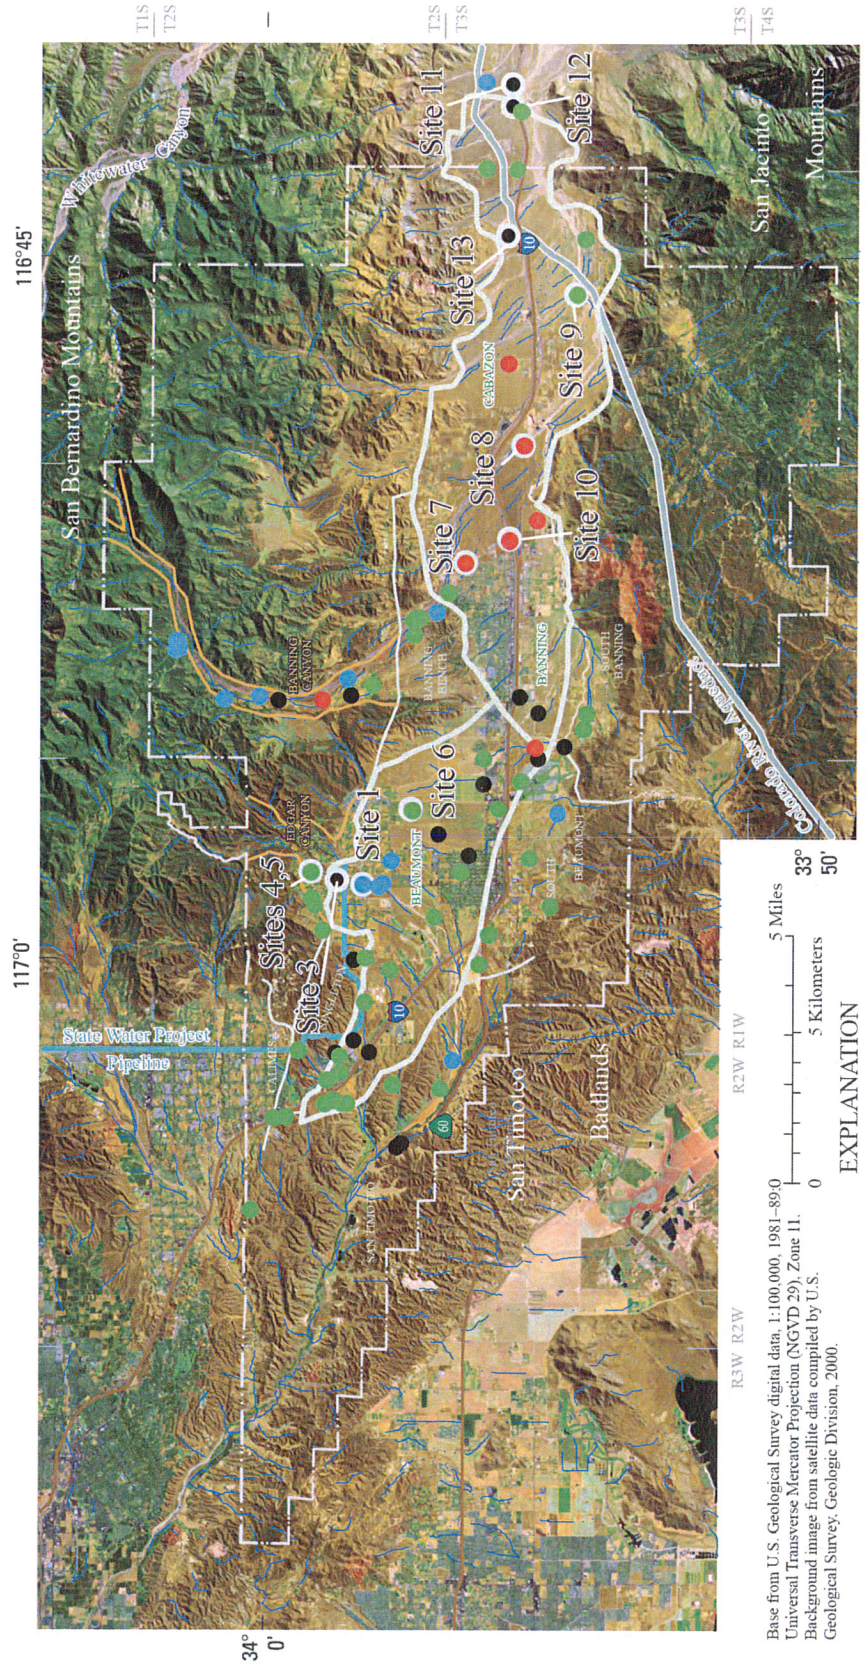 116°45'
117°0'
34°
0'
33°
50'
T1S
T2S
T2S
T3S
T3S
T4S
San Bernardino Mountains
Whitewater Canyon
State Water Project
Pipeline
CALIMESA
EDGAR
CANYON
BANNING
CANYON
BANNING
BENCH
Sites 4,5
Site 3
Site 1
BEAUMONT
Site 6
Site 7
Site 8
CABAZON
Site 13
Site 11
10
Site 12
Site 9
Site 10
BANNING
SOUTH
BANNING
SOUTH
BEAUMONT
10
60
SAN TIMOTEO
San Timoteo
Badlands
San Jacinto
Mountains
Colorado River Aqueduct
R3W R2W
R2W R1W
Base from U.S. Geological Survey digital data, 1:100,000, 1981–89:
Universal Transverse Mercator Projection (NGVD 29), Zone 11.
Background image from satellite data compiled by U.S.
Geological Survey, Geologic Division, 2000.
0 5 Miles
0 5 Kilometers
EXPLANATION